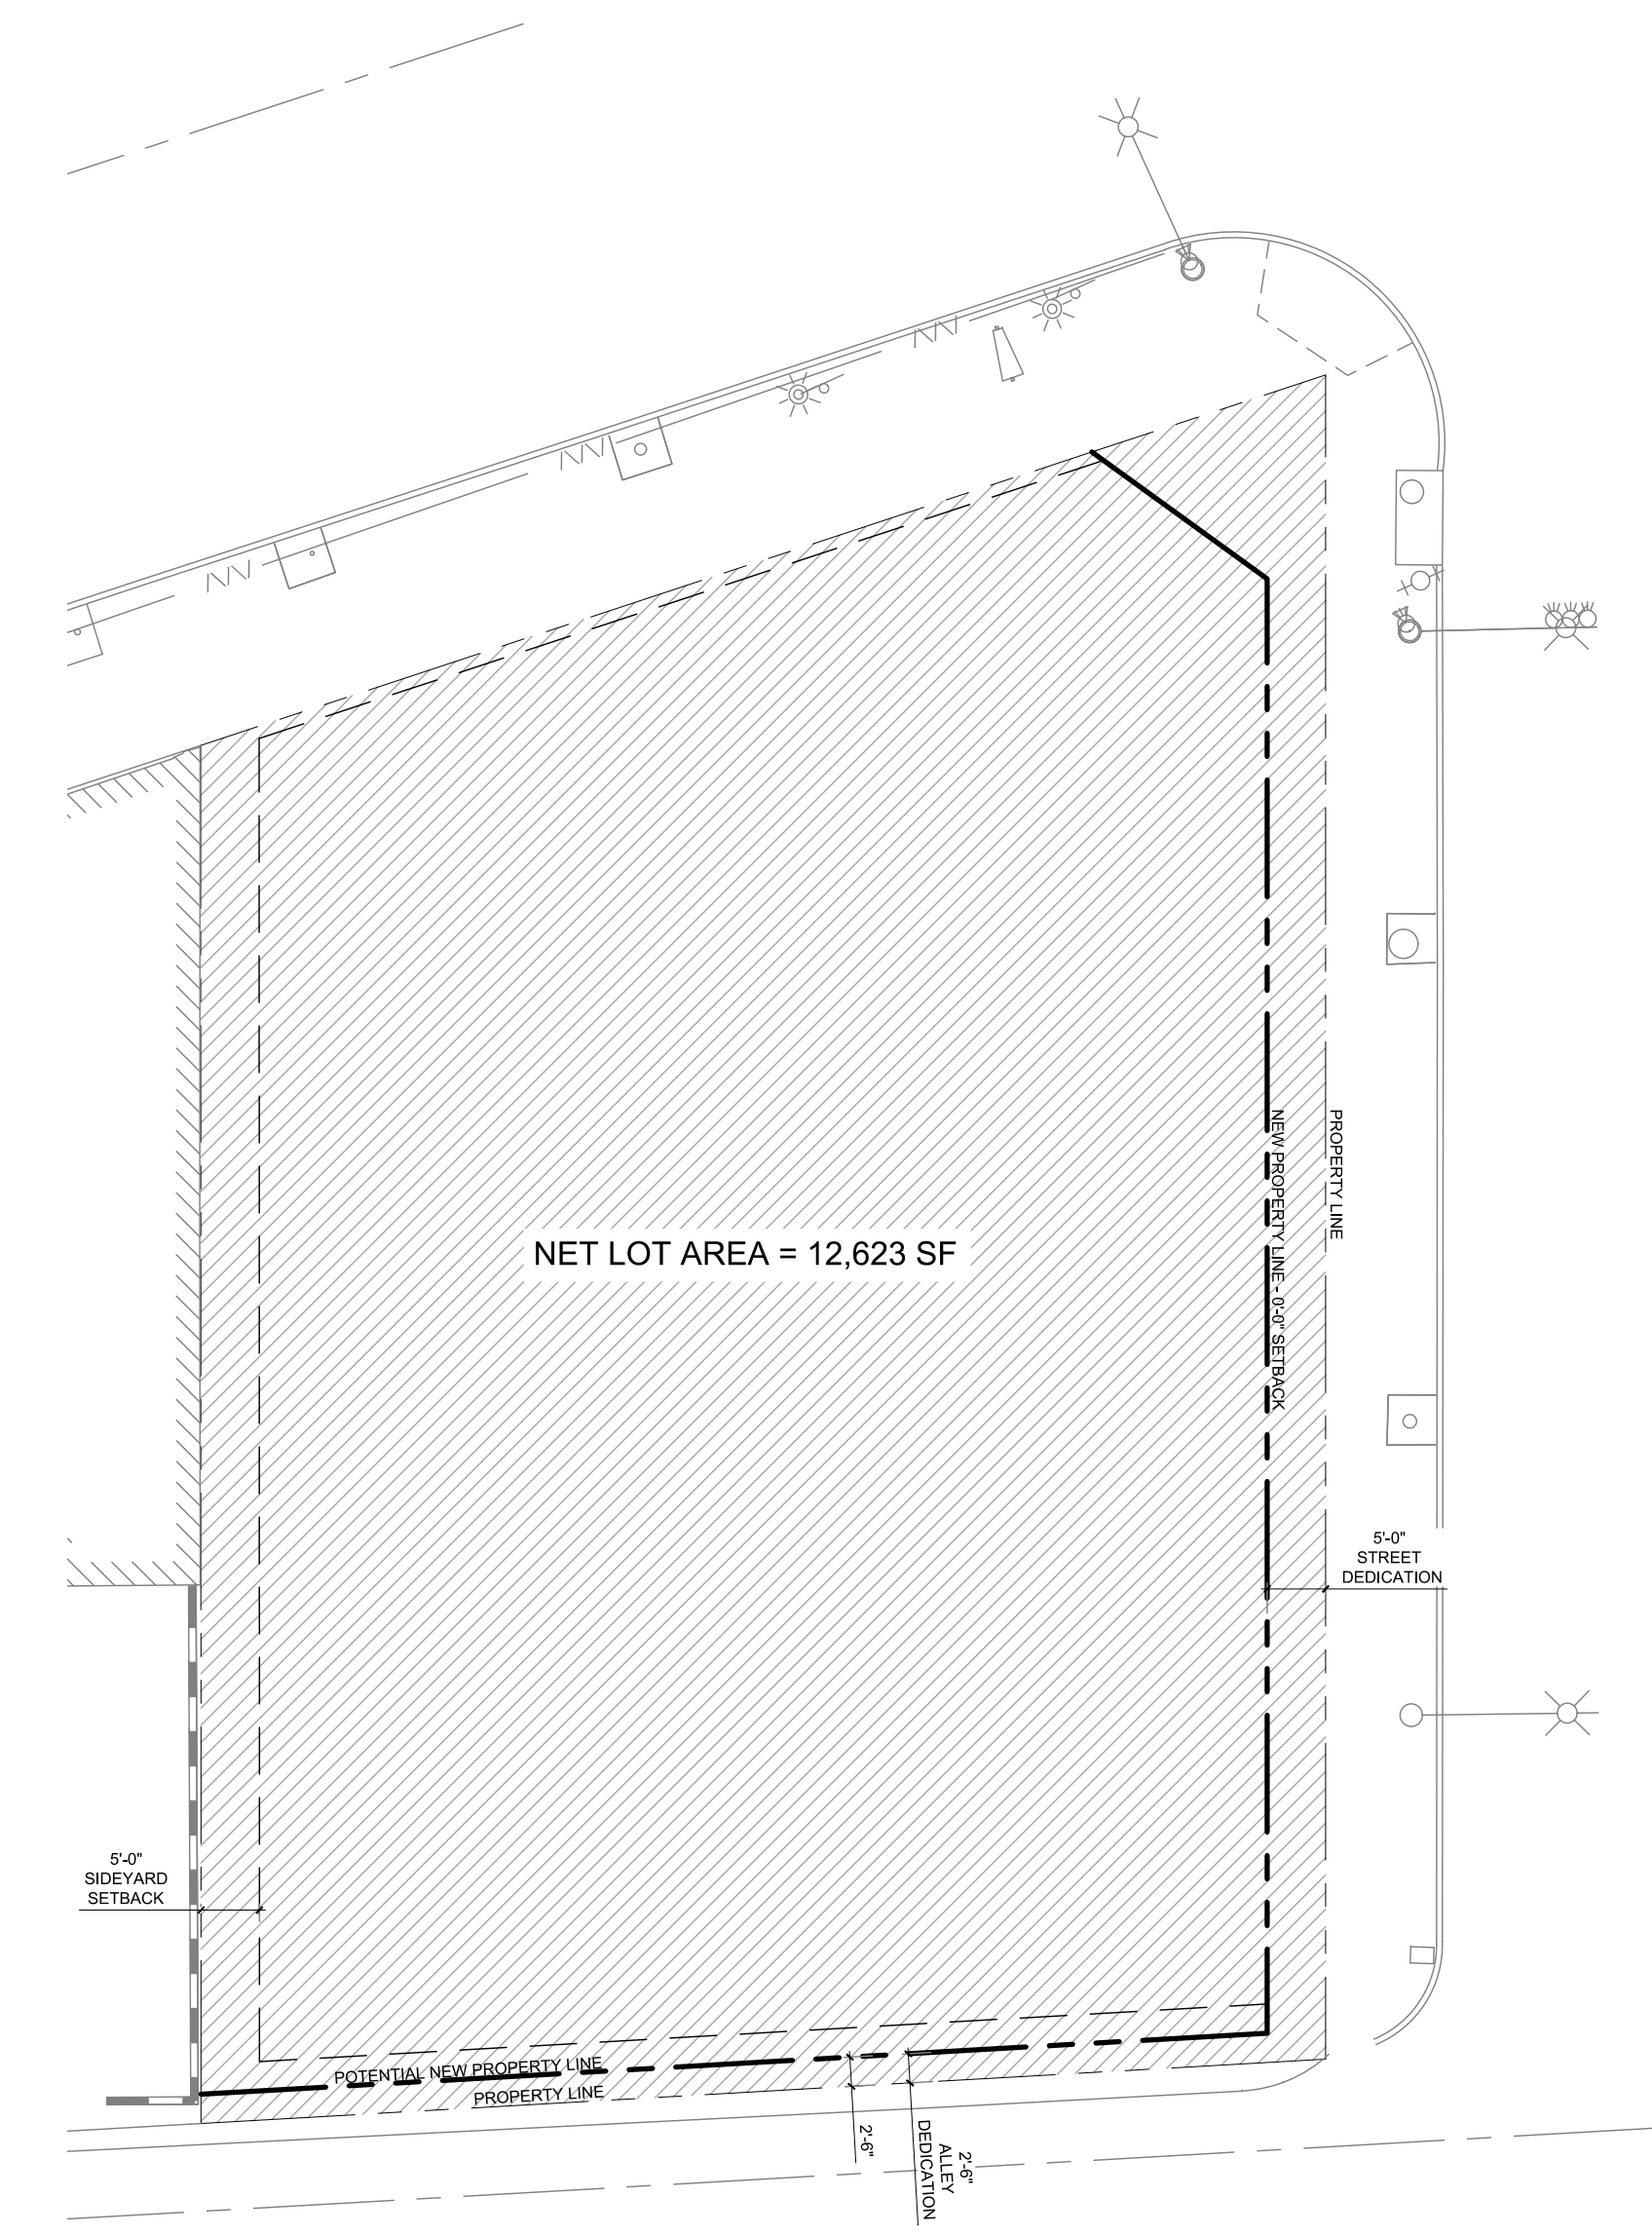 PROPERTY LINE
NEW PROPERTY LINE - 0'-0" SETBACK
NET LOT AREA = 12,623 SF
5'-0"
STREET
DEDICATION
5'-0"
SIDEYARD
SETBACK
POTENTIAL NEW PROPERTY LINE
PROPERTY LINE
2'-6"
2'-6"
ALLEY
DEDICATION